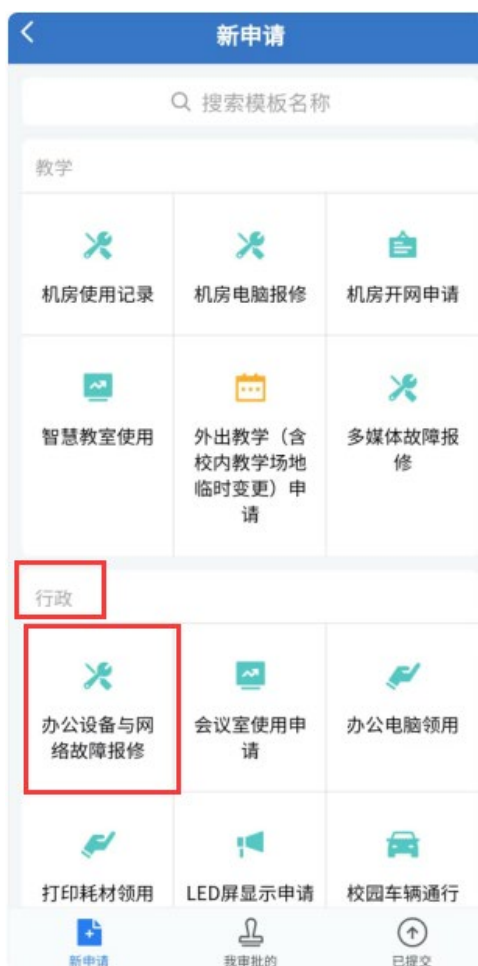 新申请
搜索模板名称
教学
机房使用记录
机房电脑报修
机房开网申请
智慧教室使用
外出教学（含
校内教学场地
临时变更）申
请
多媒体故障报
修
行政
办公设备与网
络故障报修
会议室使用申
请
办公电脑领用
打印耗材领用
LED屏显示申请
校园车辆通行
新申请
我审批的
已提交